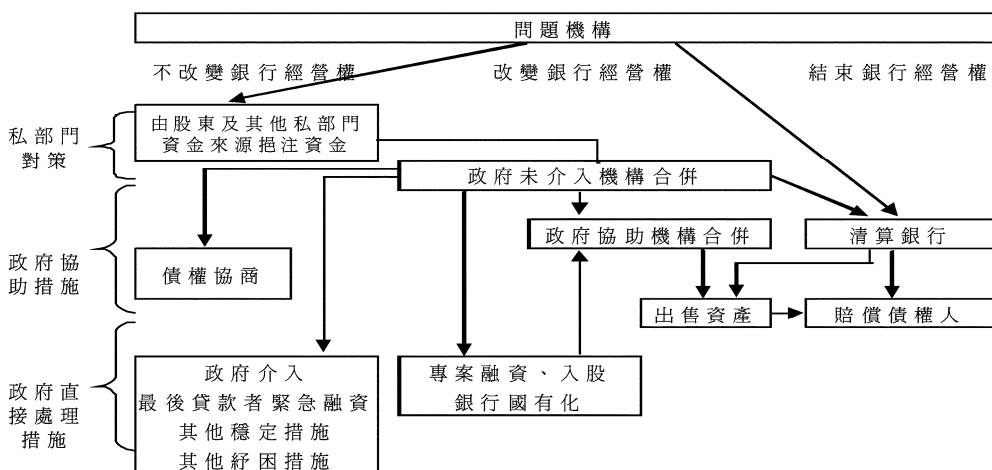 問題機構
不改變銀行經營權
改變銀行經營權
結束銀行經營權
私部門
對策
由股東及其他私部門
資金來源挹注資金
政府未介入機構合併
政府協助機構合併
清算銀行
政府協
助措施
債權協商
出售資產
賠償債權人
政府直
接處理
措施
政府介入
最後貸款者緊急融資
其他穩定措施
其他紓困措施
專案融資、入股
銀行國有化